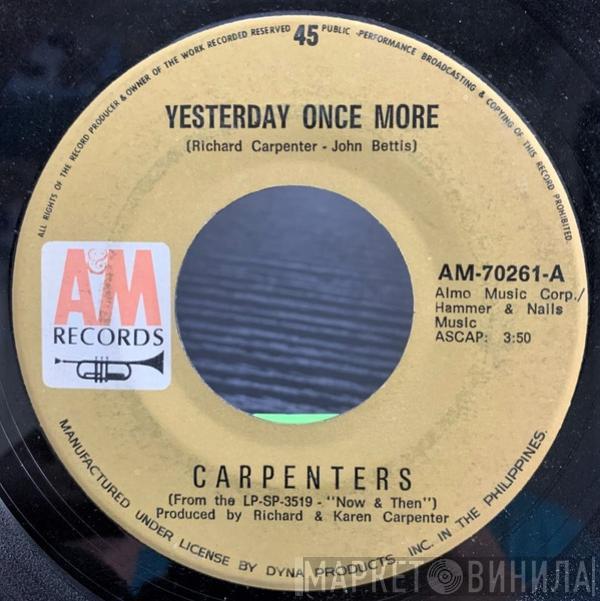 ALL RIGHTS OF THE RECORD PRODUCER & OWNER OF THE WORK RECORDED RESERVED 45 PUBLIC -PERFORMANCE BROADCASTING & COPYING OF THIS RECORD PROHIBITED.
YESTERDAY ONCE MORE
(Richard Carpenter - John Bettis)
A&M
RECORDS
AM-70261-A
Almo Music Corp./
Hammer & Nails
Music
ASCAP: 3:50
CARPENTERS
(From the LP-SP-3519 - "Now & Then")
Produced by Richard & Karen Carpenter
MANUFACTURED UNDER LICENSE BY DYNA PRODUCTS, INC. IN THE PHILIPPINES.
МАРКЕТ ВИНИЛА